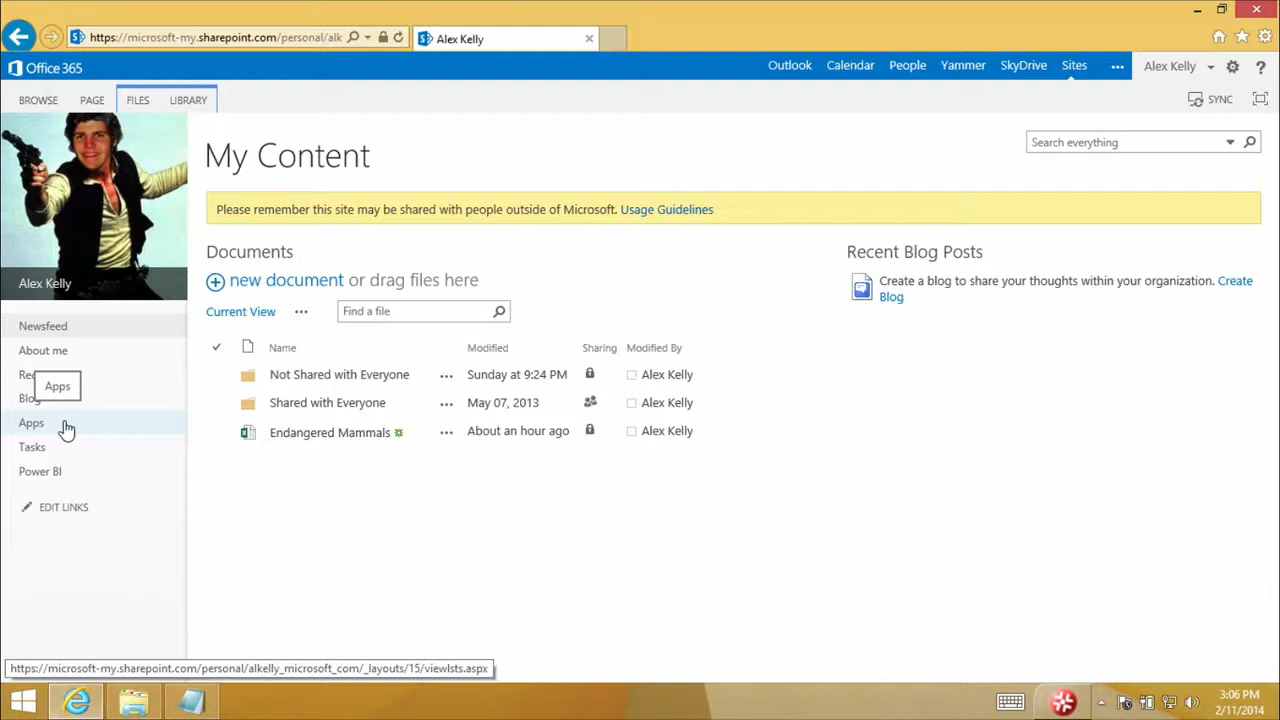 https://microsoft-my.sharepoint.com/personal/alk
Alex Kelly
Office 365
Outlook Calendar People Yammer SkyDrive Sites ... Alex Kelly ?
BROWSE PAGE FILES LIBRARY
SYNC
My Content
Search everything
Please remember this site may be shared with people outside of Microsoft. Usage Guidelines
Documents
new document or drag files here
Current View ... Find a file
Name Modified Sharing Modified By
Not Shared with Everyone ... Sunday at 9:24 PM Alex Kelly
Shared with Everyone ... May 07, 2013 Alex Kelly
Endangered Mammals ... About an hour ago Alex Kelly
Recent Blog Posts
Create a blog to share your thoughts within your organization. Create
Blog
Alex Kelly
Newsfeed
About me
Apps
Apps
Tasks
Power BI
EDIT LINKS
https://microsoft-my.sharepoint.com/personal/alkelly_microsoft_com/_layouts/15/viewlsts.aspx
3:06 PM
2/11/2014